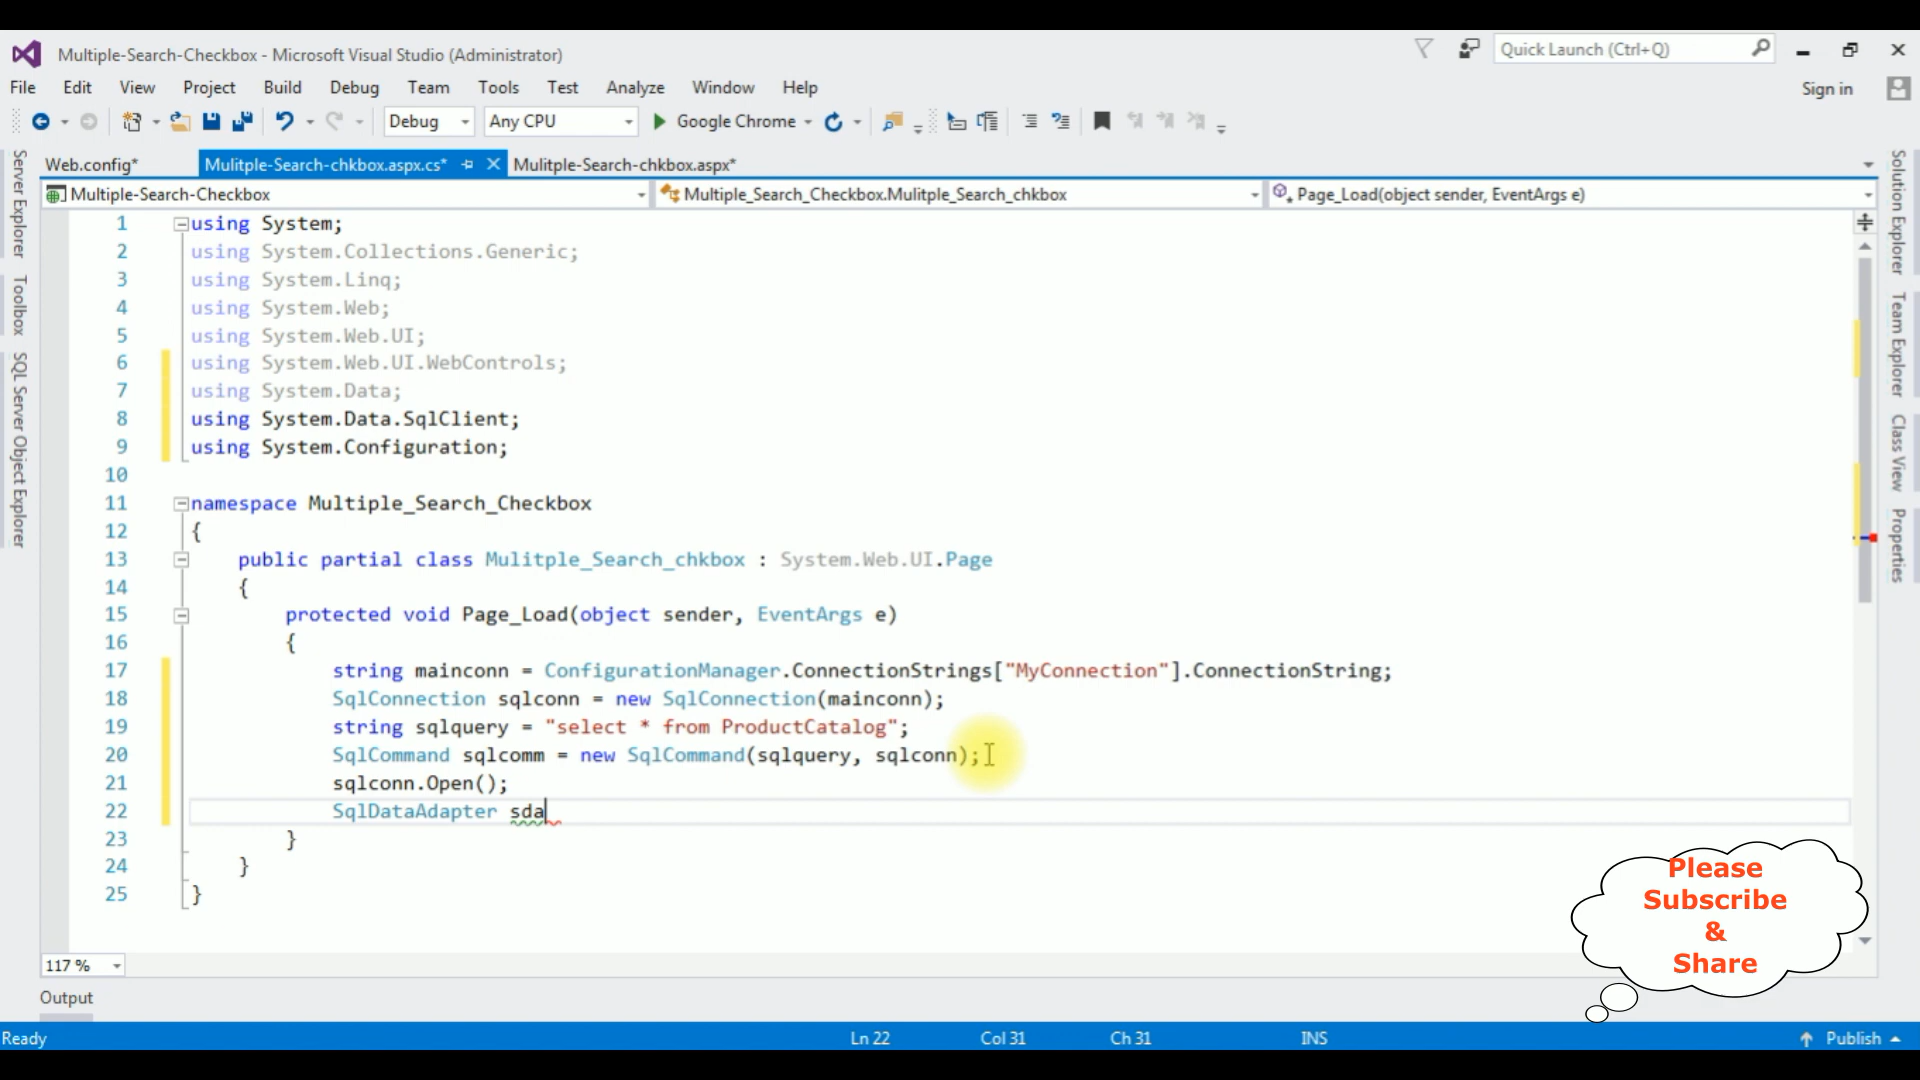 Multiple-Search-Checkbox - Microsoft Visual Studio (Administrator)
Quick Launch (Ctrl+Q)
File Edit View Project Build Debug Team Tools Test Analyze Window Help
Sign in
Debug Any CPU Google Chrome
Web.config* Mulitple-Search-chkbox.aspx.cs* Mulitple-Search-chkbox.aspx*
Multiple-Search-Checkbox Multiple_Search_Checkbox.Mulitple_Search_chkbox Page_Load(object sender, EventArgs e)
Server Explorer
Toolbox
SQL Server Object Explorer
1 using System;
2 using System.Collections.Generic;
3 using System.Linq;
4 using System.Web;
5 using System.Web.UI;
6 using System.Web.UI.WebControls;
7 using System.Data;
8 using System.Data.SqlClient;
9 using System.Configuration;
10
11 namespace Multiple_Search_Checkbox
12 {
13 public partial class Mulitple_Search_chkbox : System.Web.UI.Page
14 {
15 protected void Page_Load(object sender, EventArgs e)
16 {
17 string mainconn = ConfigurationManager.ConnectionStrings["MyConnection"].ConnectionString;
18 SqlConnection sqlconn = new SqlConnection(mainconn);
19 string sqlquery = "select * from ProductCatalog";
20 SqlCommand sqlcomm = new SqlCommand(sqlquery, sqlconn);
21 sqlconn.Open();
22 SqlDataAdapter sda
23 }
24 }
25 }
Solution Explorer
Team Explorer
Class View
Properties
Please
Subscribe
&
Share
117 %
Output
Ready Ln 22 Col 31 Ch 31 INS Publish